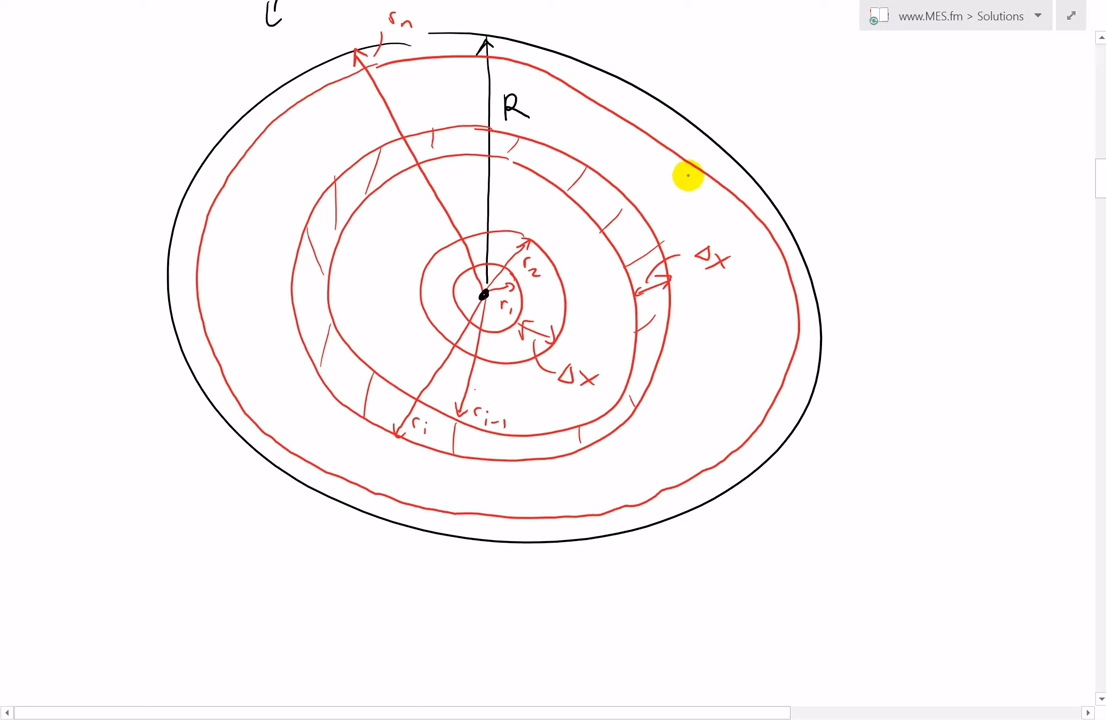 www.MES.fm > Solutions
rₙ
R
r₂
r₁
Δx
Δx
rᵢ
rᵢ₋₁